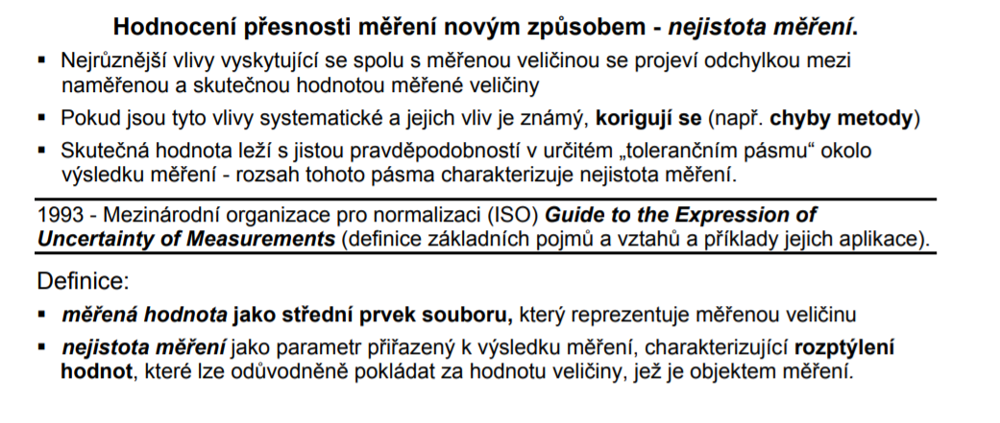 Hodnocení přesnosti měření novým způsobem - nejistota měření.
▪ Nejrůznější vlivy vyskytující se spolu s měřenou veličinou se projeví odchylkou mezi
naměřenou a skutečnou hodnotou měřené veličiny
▪ Pokud jsou tyto vlivy systematické a jejich vliv je známý, korigují se (např. chyby metody)
▪ Skutečná hodnota leží s jistou pravděpodobností v určitém „tolerančním pásmu“ okolo
výsledku měření - rozsah tohoto pásma charakterizuje nejistota měření.
1993 - Mezinárodní organizace pro normalizaci (ISO) Guide to the Expression of
Uncertainty of Measurements (definice základních pojmů a vztahů a příklady jejich aplikace).
Definice:
▪ měřená hodnota jako střední prvek souboru, který reprezentuje měřenou veličinu
▪ nejistota měření jako parametr přiřazený k výsledku měření, charakterizující rozptýlení
hodnot, které lze odůvodněně pokládat za hodnotu veličiny, jež je objektem měření.